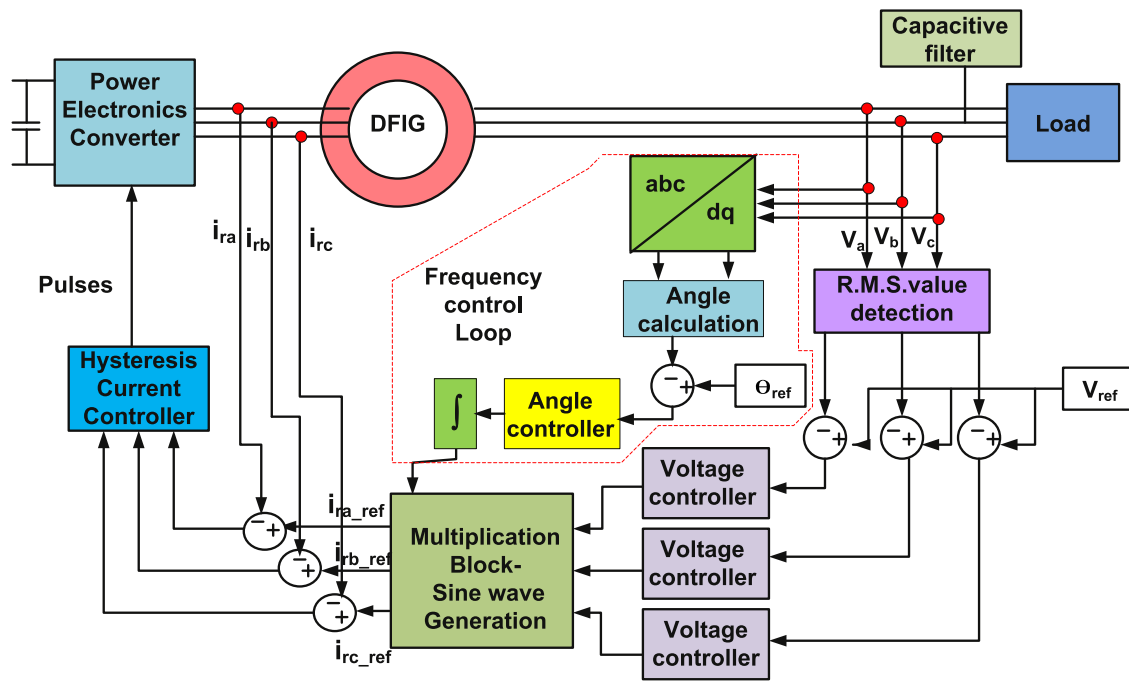 Capacitive
filter
Power
Electronics
Converter
DFIG
Load
abc
dq
i_ra
i_rb
i_rc
V_a
V_b
V_c
Pulses
Frequency
control
Loop
Angle
calculation
R.M.S.value
detection
Hysteresis
Current
Controller
∫
Angle
controller
-
+
Θ_ref
V_ref
-
+
-
+
-
+
Voltage
controller
i_ra_ref
-
+
Multiplication
Block-
Sine wave
Generation
i_rb_ref
-
+
Voltage
controller
-
+
i_rc_ref
Voltage
controller